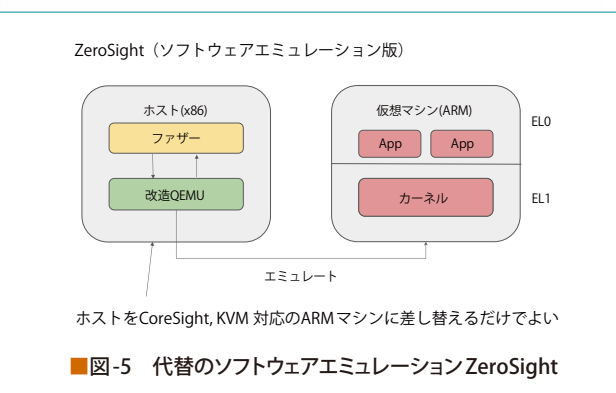 ZeroSight（ソフトウェアエミュレーション版）
ホスト(x86)
ファザー
改造QEMU
仮想マシン(ARM)
App
App
EL0
カーネル
EL1
エミュレート
ホストをCoreSight, KVM 対応のARMマシンに差し替えるだけでよい
■図-5　代替のソフトウェアエミュレーション ZeroSight